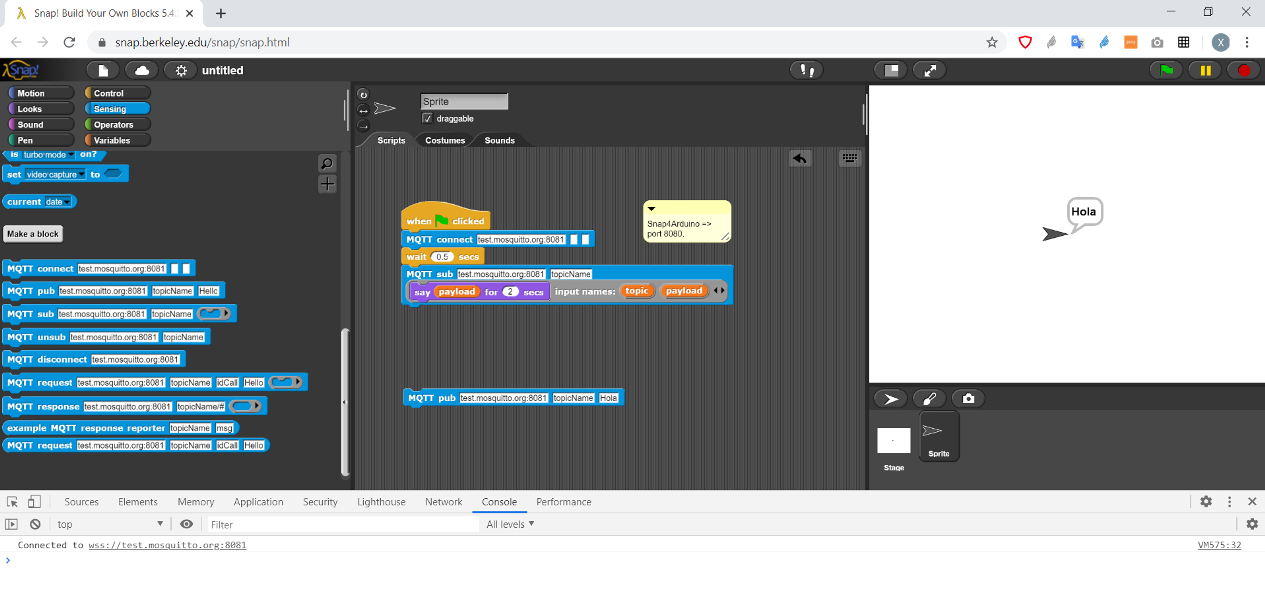 Snap! Build Your Own Blocks 5.4.
snap.berkeley.edu/snap/snap.html
X
Snap!
untitled
Motion
Control
Looks
Sensing
Sound
Operators
Pen
Variables
is turbo mode on?
set video capture to
current date
Make a block
MQTT connect test.mosquitto.org:8081
MQTT pub test.mosquitto.org:8081 topicName Hello
MQTT sub test.mosquitto.org:8081 topicName
MQTT unsub test.mosquitto.org:8081 topicName
MQTT disconnect test.mosquitto.org:8081
MQTT request test.mosquitto.org:8081 topicName idCall Hello
MQTT response test.mosquitto.org:8081 topicName/#
example MQTT response reporter topicName msg
MQTT request test.mosquitto.org:8081 topicName idCall Hello
Sprite
draggable
Scripts
Costumes
Sounds
when clicked
MQTT connect test.mosquitto.org:8081
wait 0.5 secs
MQTT sub test.mosquitto.org:8081 topicName
say payload for 2 secs input names: topic payload
Snap4Arduino =>
port 8080.
MQTT pub test.mosquitto.org:8081 topicName Hola
Hola
Stage
Sprite
Sources
Elements
Memory
Application
Security
Lighthouse
Network
Console
Performance
top
Filter
All levels
Connected to wss://test.mosquitto.org:8081
VM575:32